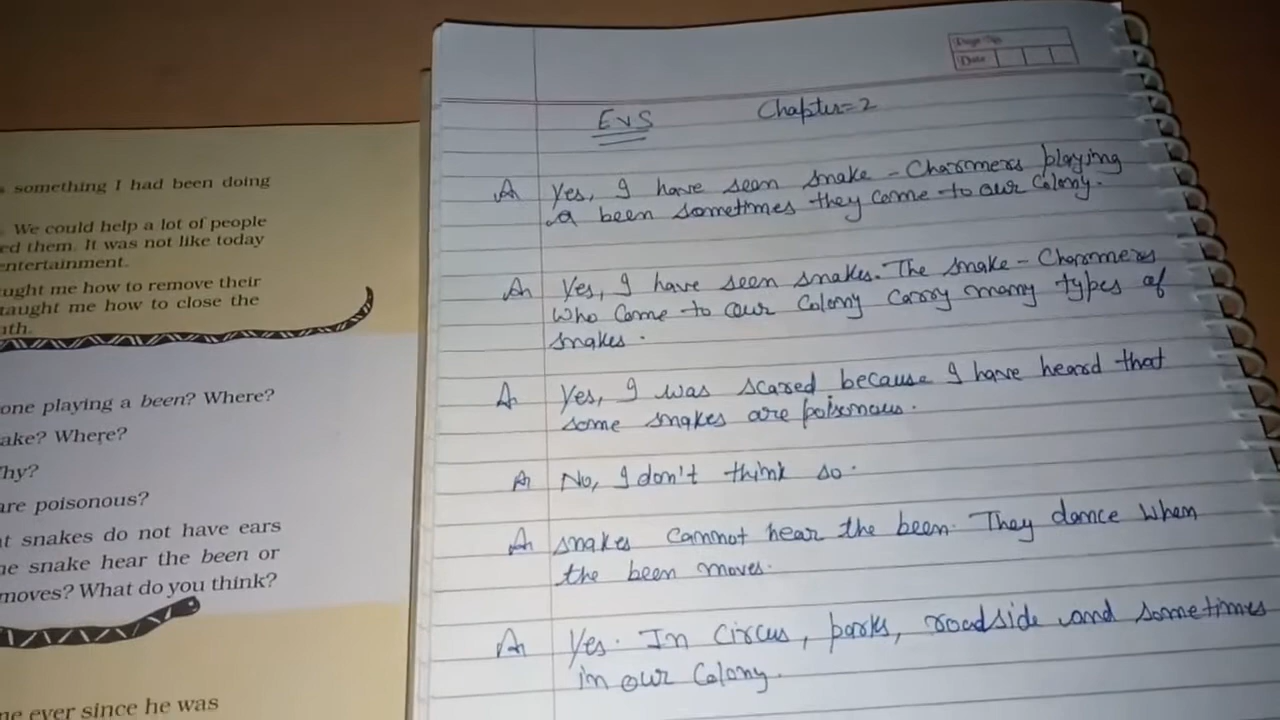 something I had been doing
We could help a lot of people
ed them. It was not like today
entertainment.
ught me how to remove their
taught me how to close the
uth.
one playing a been? Where?
ake? Where?
hy?
are poisonous?
at snakes do not have ears
he snake hear the been or
moves? What do you think?
me ever since he was
Page No.
Date
EVS Chapter=2
A Yes, I have seen snake - Charmers playing
a been sometimes they come to our Colony.
A Yes, I have seen snakes. The snake - Charmers
who come to our Colony carry many types of
snakes.
A Yes, I was scared because I have heard that
some snakes are poisonous.
A No, I don't think so.
A snakes cannot hear the been. They dance when
the been moves.
A Yes. In circus, parks, roadside and sometimes
in our Colony.